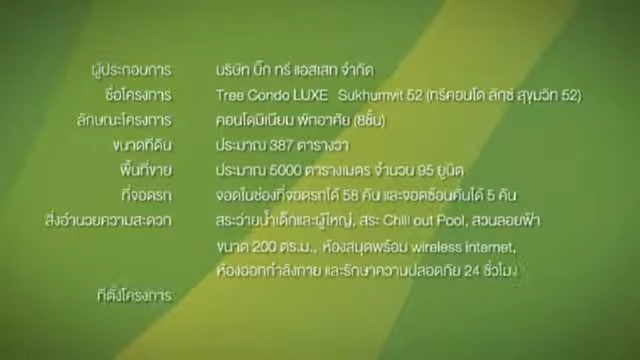 ผู้ประกอบการ บริษัท บิ๊ก ทรี แอสเสท จำกัด
ชื่อโครงการ Tree Condo LUXE Sukhumvit 52 (ทรีคอนโด ลักซ์ สุขุมวิท 52)
ลักษณะโครงการ คอนโดมิเนียม พักอาศัย (8ชั้น)
ขนาดที่ดิน ประมาณ 387 ตารางวา
พื้นที่ขาย ประมาณ 5000 ตารางเมตร จำนวน 95 ยูนิต
ที่จอดรถ จอดในช่องที่จอดรถได้ 58 คัน และจอดซ้อนคันได้ 5 คัน
สิ่งอำนวยความสะดวก สระว่ายน้ำเด็กและผู้ใหญ่, สระ Chill out Pool, สวนลอยฟ้า
ขนาด 200 ตร.ม., ห้องสมุดพร้อม wireless internet,
ห้องออกกำลังกาย และรักษาความปลอดภัย 24 ชั่วโมง
ที่ตั้งโครงการ